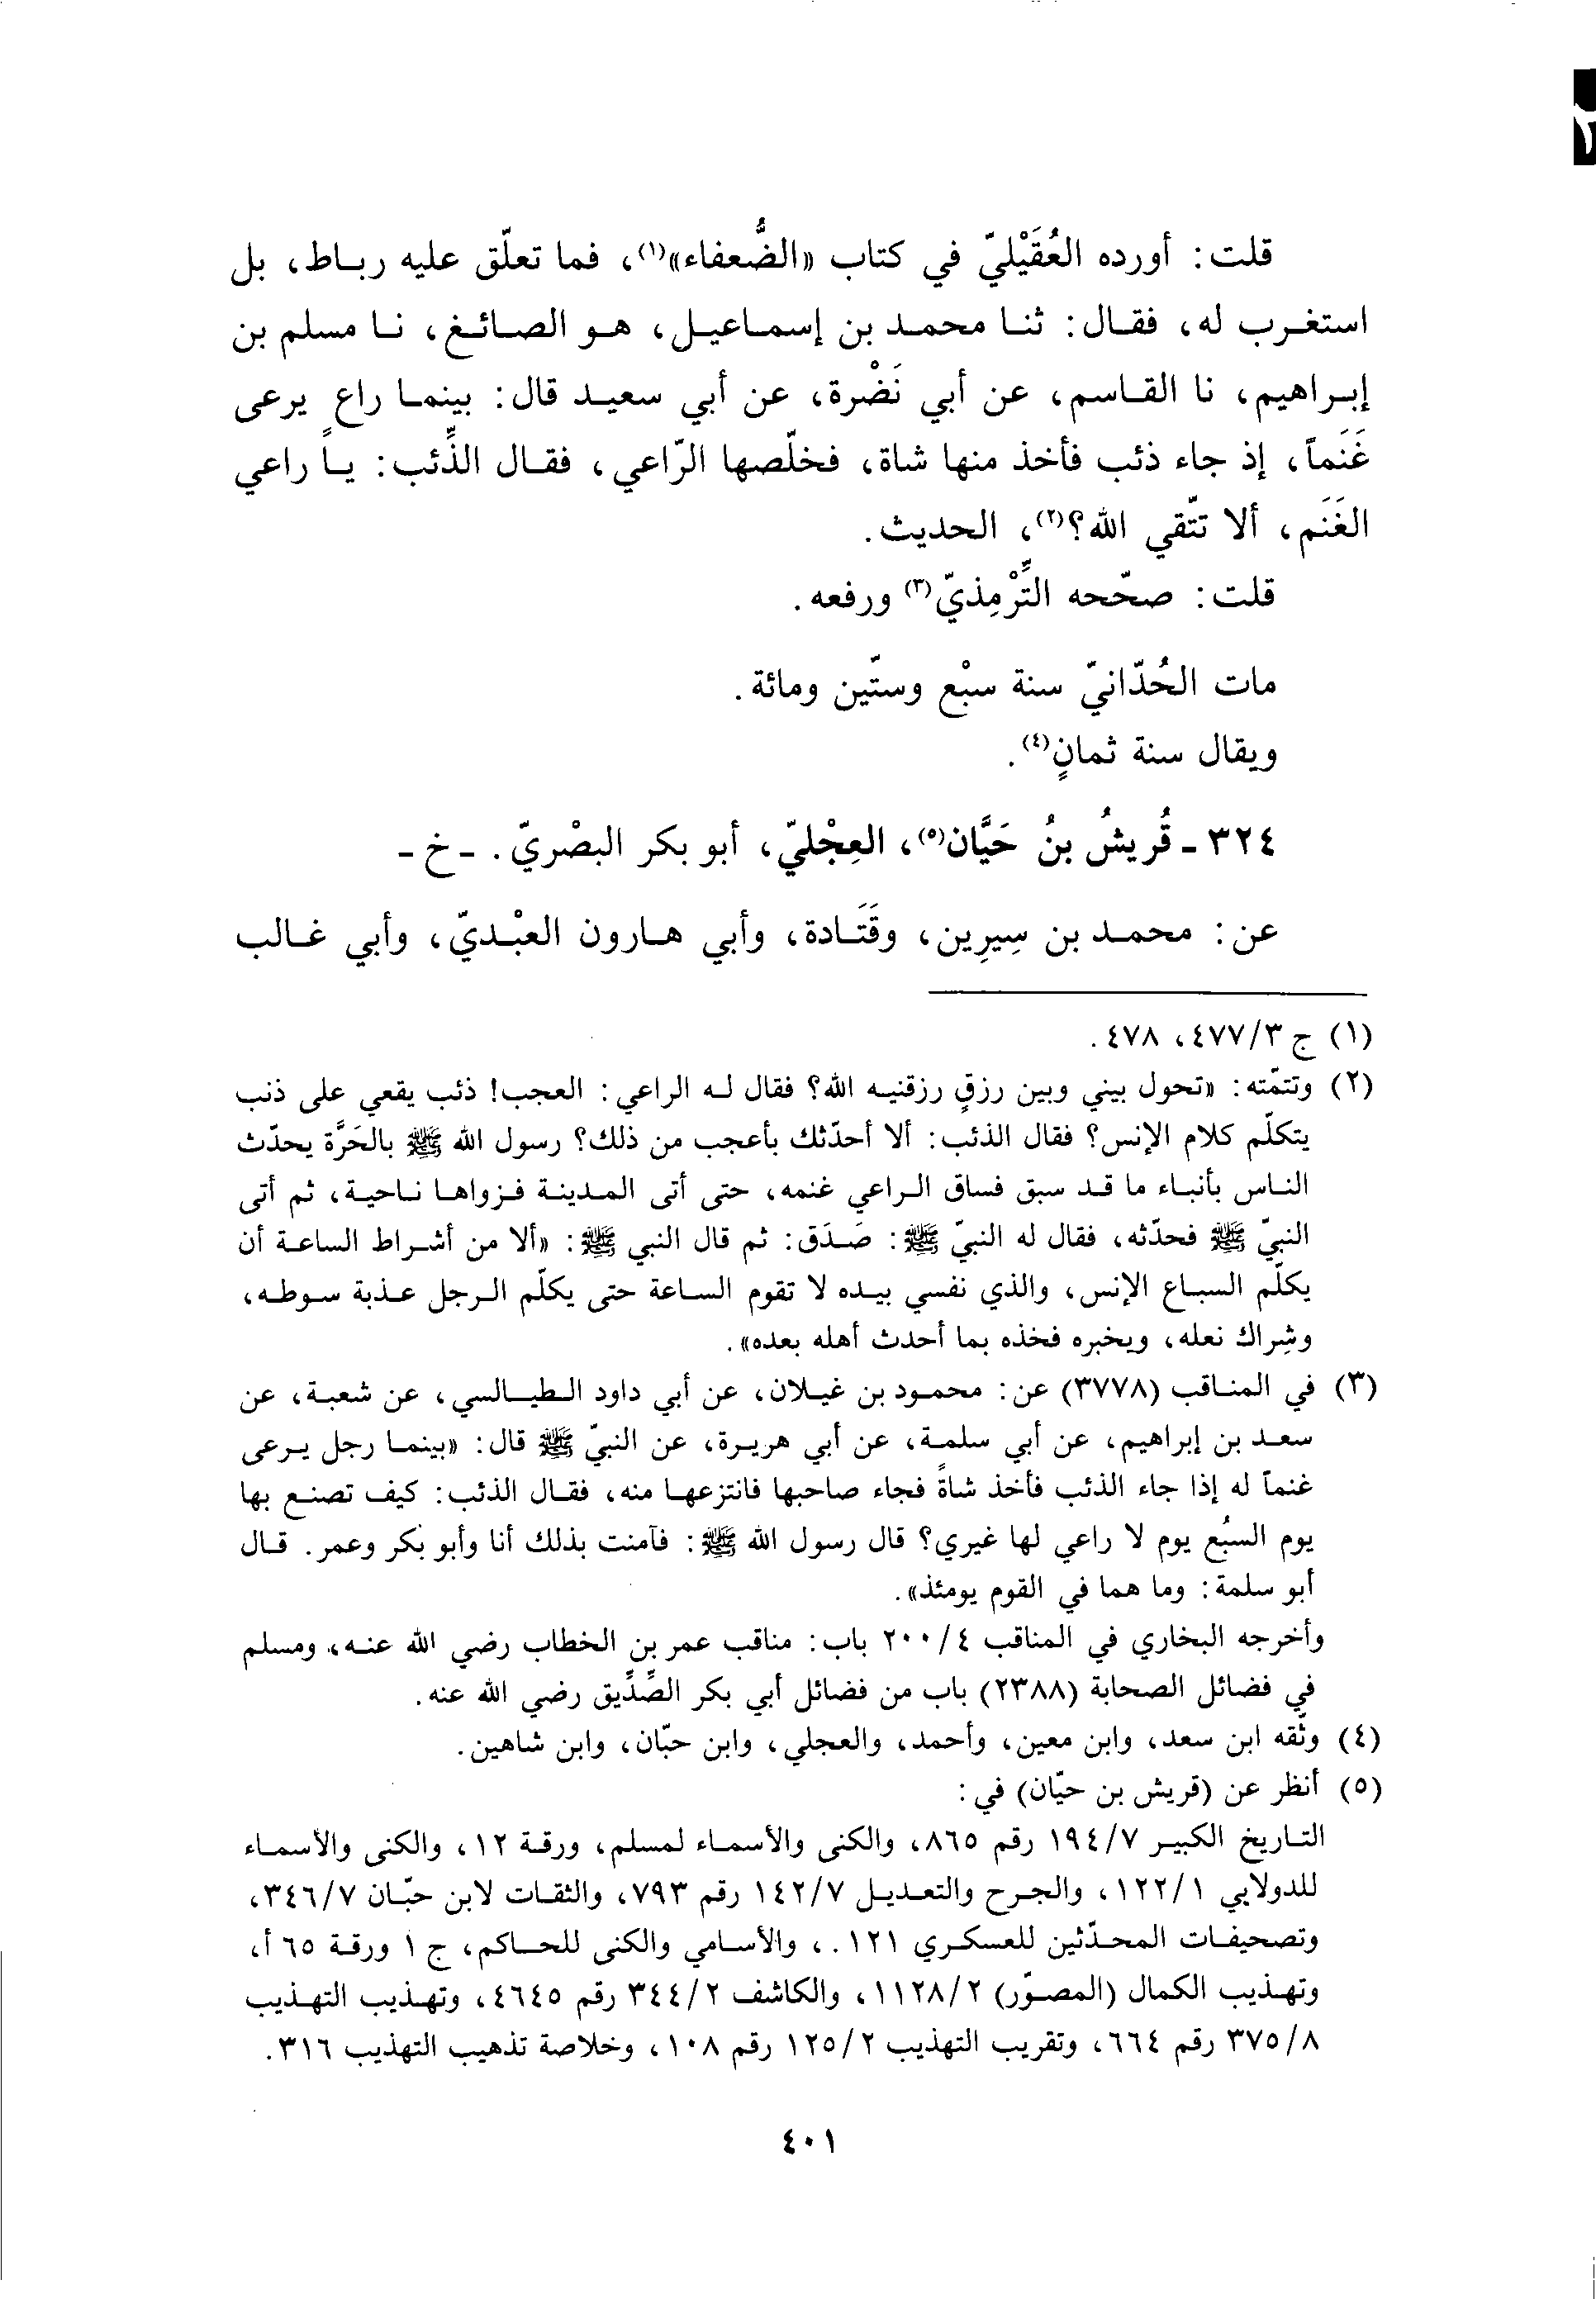 قلت: أورده العُقَيْليّ في كتاب «الضُّعفاء»(١)، فما تعلّق عليه رباط، بل
استغرب له، فقال: ثنا محمد بن إسماعيل، هو الصائغ، نا مسلم بن
إبراهيم، نا القاسم، عن أبي نَضْرة، عن أبي سعيد قال: بينما راعٍ يرعى
غَنَماً، إذ جاء ذئب فأخذ منها شاة، فخلّصها الرّاعي، فقال الذِّئب: يا راعي
الغَنَم، ألا تتّقي الله؟(٢)، الحديث.
قلت: صحّحه التِّرْمِذيّ(٣) ورفعه.
مات الحُدّانيّ سنة سبْع وستّين ومائة.
ويقال سنة ثمانٍ(٤).
٣٢٤ - قُريشُ بنُ حَيَّان(٥)، العِجْليّ، أبو بكر البصْريّ. - خ -
عن: محمد بن سِيرِين، وقَتَادة، وأبي هارون العبْديّ، وأبي غالب
(١) ج ٣/ ٤٧٧، ٤٧٨.
(٢) وتتمّته: «تحول بيني وبين رزقٍ رزقنيه الله؟ فقال له الراعي: العجب! ذئب يقعي على ذنب
يتكلّم كلام الإنس؟ فقال الذئب: ألا أحدّثك بأعجب من ذلك؟ رسول الله ﷺ بالحَرَّة يحدّث
الناس بأنباء ما قد سبق فساق الراعي غنمه، حتى أتى المدينة فزواها ناحية، ثم أتى
النبيّ ﷺ فحدّثه، فقال له النبيّ ﷺ: صَدَق: ثم قال النبي ﷺ: «ألا من أشراط الساعة أن
يكلّم السباع الإنس، والذي نفسي بيده لا تقوم الساعة حتى يكلّم الرجل عذبة سوطه،
وشِراك نعله، ويخبره فخذه بما أحدث أهله بعده».
(٣) في المناقب (٣٧٧٨) عن: محمود بن غيلان، عن أبي داود الطيالسي، عن شعبة، عن
سعد بن إبراهيم، عن أبي سلمة، عن أبي هريرة، عن النبيّ ﷺ قال: «بينما رجل يرعى
غنماً له إذا جاء الذئب فأخذ شاةً فجاء صاحبها فانتزعها منه، فقال الذئب: كيف تصنع بها
يوم السبُع يوم لا راعي لها غيري؟ قال رسول الله ﷺ: فآمنت بذلك أنا وأبو بكر وعمر. قال
أبو سلمة: وما هما في القوم يومئذ».
وأخرجه البخاري في المناقب ٤/ ٢٠٠ باب: مناقب عمر بن الخطاب رضي الله عنه، ومسلم
في فضائل الصحابة (٢٣٨٨) باب من فضائل أبي بكر الصِّدِّيق رضي الله عنه.
(٤) وثّقه ابن سعد، وابن معين، وأحمد، والعجلي، وابن حبّان، وابن شاهين.
(٥) أنظر عن (قريش بن حيّان) في:
التاريخ الكبير ٧/ ١٩٤ رقم ٨٦٥، والكنى والأسماء لمسلم، ورقة ١٢، والكنى والأسماء
للدولابي ١/ ١٢٢، والجرح والتعديل ٧/ ١٤٢ رقم ٧٩٣، والثقات لابن حبّان ٧/ ٣٤٦،
وتصحيفات المحدّثين للعسكري ١٢١.، والأسامي والكنى للحاكم، ج ١ ورقة ٦٥ أ،
وتهذيب الكمال (المصوّر) ٢/ ١١٢٨، والكاشف ٢/ ٣٤٤ رقم ٤٦٤٥، وتهذيب التهذيب
٨/ ٣٧٥ رقم ٦٦٤، وتقريب التهذيب ٢/ ١٢٥ رقم ١٠٨، وخلاصة تذهيب التهذيب ٣١٦.
٤٠١